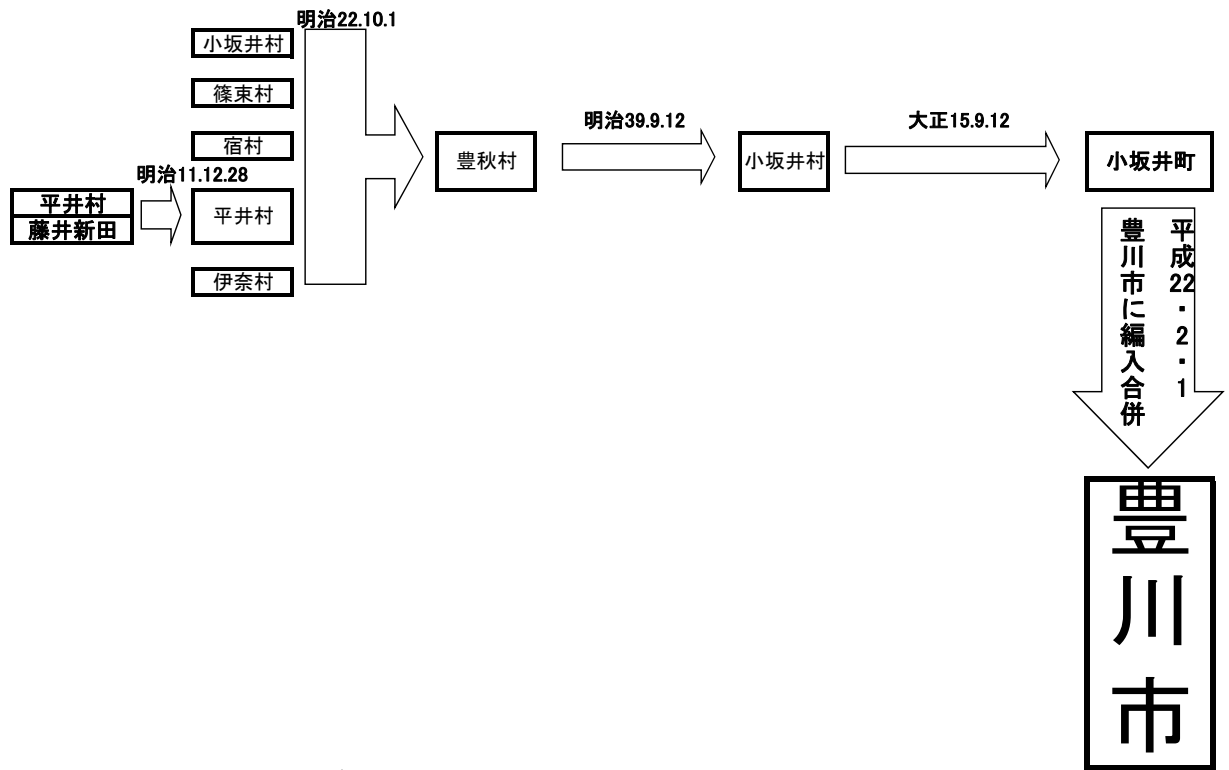 明治22.10.1
小坂井村
篠束村
宿村
明治11.12.28
平井村
藤井新田
平井村
伊奈村
豊秋村
明治39.9.12
小坂井村
大正15.9.12
小坂井町
平成22・2・1
豊川市に編入合併
豊川市